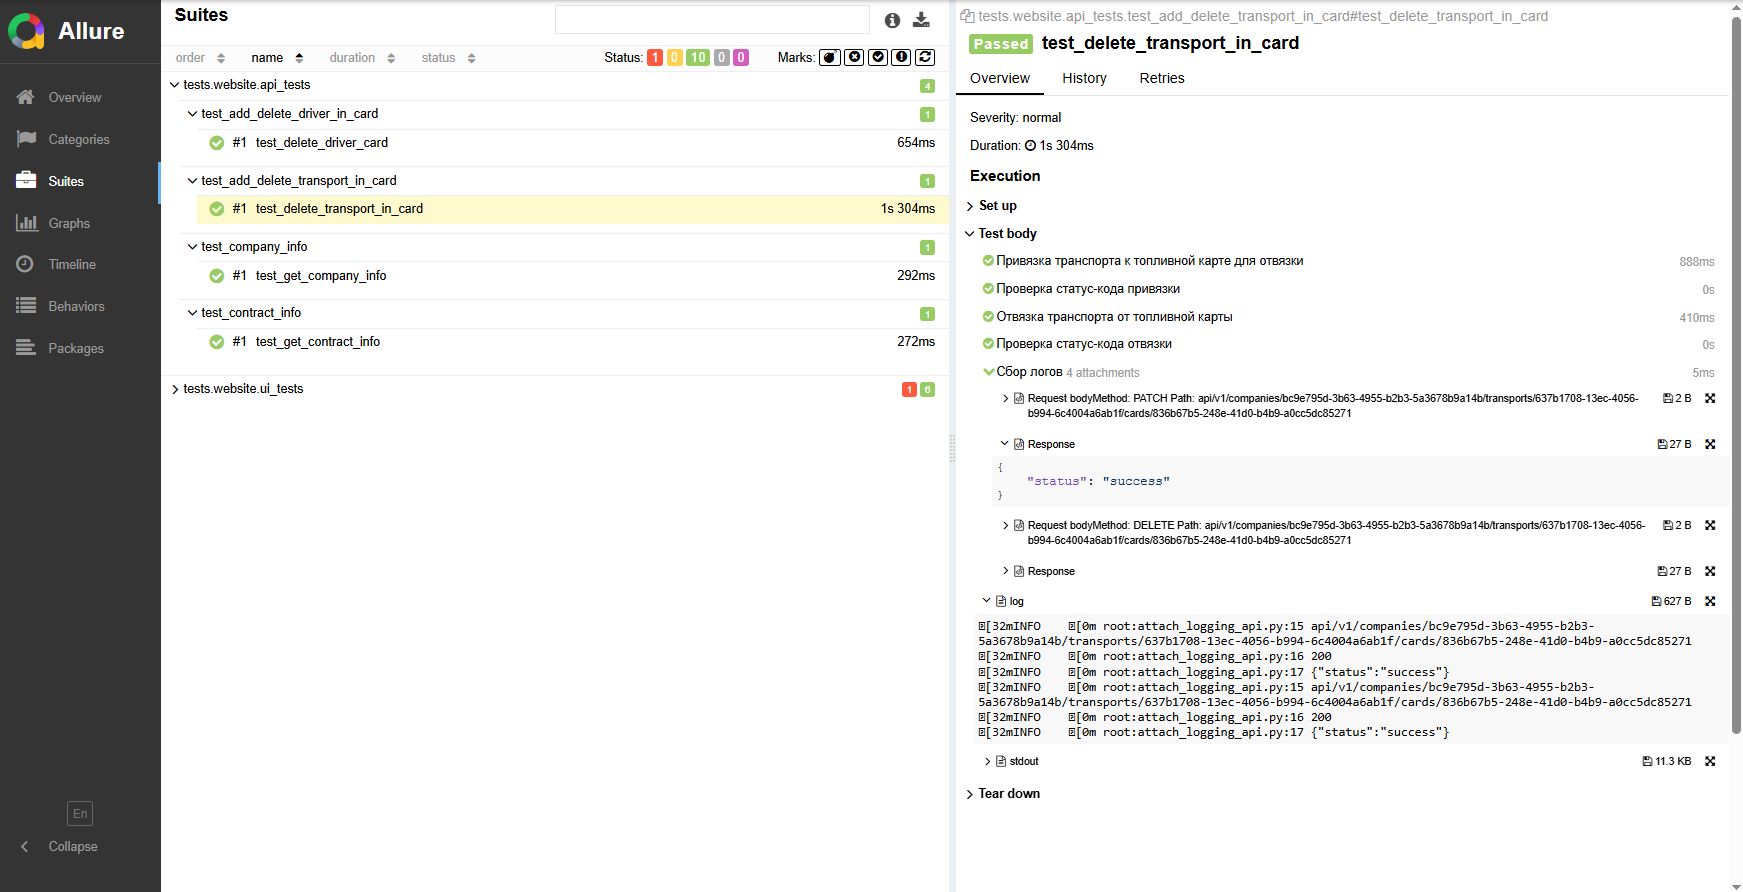 Allure
Overview
Categories
Suites
Graphs
Timeline
Behaviors
Packages
En
Collapse
Suites
order name duration status Status: 1 0 10 0 0 Marks:
tests.website.api_tests 4
test_add_delete_driver_in_card 1
#1 test_delete_driver_card 654ms
test_add_delete_transport_in_card 1
#1 test_delete_transport_in_card 1s 304ms
test_company_info 1
#1 test_get_company_info 292ms
test_contract_info 1
#1 test_get_contract_info 272ms
tests.website.ui_tests 1 6
tests.website.api_tests.test_add_delete_transport_in_card#test_delete_transport_in_card
Passed test_delete_transport_in_card
Overview History Retries
Severity: normal
Duration: 1s 304ms
Execution
Set up
Test body
Привязка транспорта к топливной карте для отвязки 888ms
Проверка статус-кода привязки 0s
Отвязка транспорта от топливной карты 410ms
Проверка статус-кода отвязки 0s
Сбор логов 4 attachments 5ms
Request bodyMethod: PATCH Path: api/v1/companies/bc9e795d-3b63-4955-b2b3-5a3678b9a14b/transports/637b1708-13ec-4056- 2 B
b994-6c4004a6ab1f/cards/836b67b5-248e-41d0-b4b9-a0cc5dc85271
Response 27 B
{
"status": "success"
}
Request bodyMethod: DELETE Path: api/v1/companies/bc9e795d-3b63-4955-b2b3-5a3678b9a14b/transports/637b1708-13ec-4056- 2 B
b994-6c4004a6ab1f/cards/836b67b5-248e-41d0-b4b9-a0cc5dc85271
Response 27 B
log 627 B
[32mINFO [0m root:attach_logging_api.py:15 api/v1/companies/bc9e795d-3b63-4955-b2b3-
5a3678b9a14b/transports/637b1708-13ec-4056-b994-6c4004a6ab1f/cards/836b67b5-248e-41d0-b4b9-a0cc5dc85271
[32mINFO [0m root:attach_logging_api.py:16 200
[32mINFO [0m root:attach_logging_api.py:17 {"status":"success"}
[32mINFO [0m root:attach_logging_api.py:15 api/v1/companies/bc9e795d-3b63-4955-b2b3-
5a3678b9a14b/transports/637b1708-13ec-4056-b994-6c4004a6ab1f/cards/836b67b5-248e-41d0-b4b9-a0cc5dc85271
[32mINFO [0m root:attach_logging_api.py:16 200
[32mINFO [0m root:attach_logging_api.py:17 {"status":"success"}
stdout 11.3 KB
Tear down